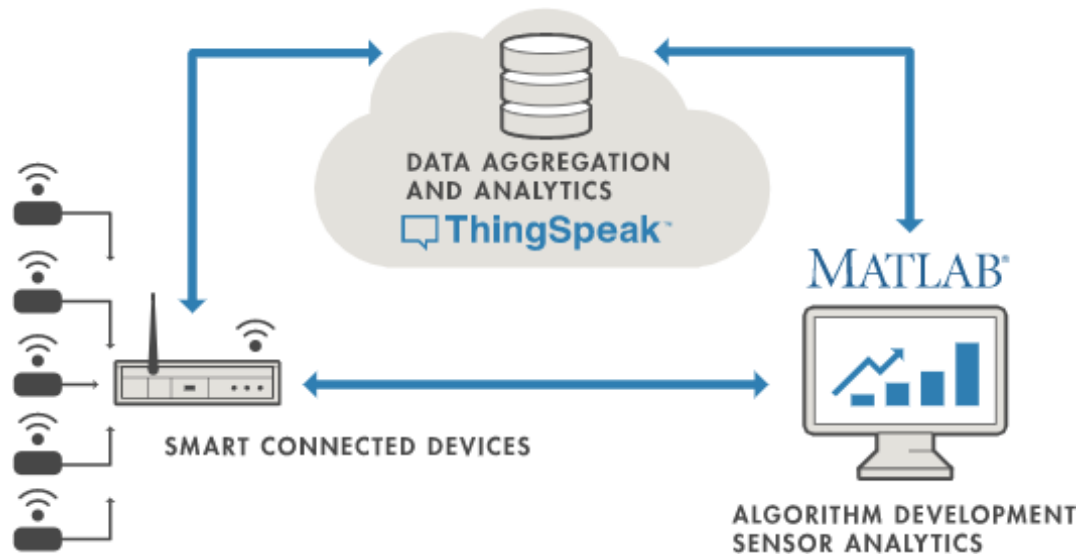 DATA AGGREGATION
AND ANALYTICS
ThingSpeak™
MATLAB®
SMART CONNECTED DEVICES
ALGORITHM DEVELOPMENT
SENSOR ANALYTICS